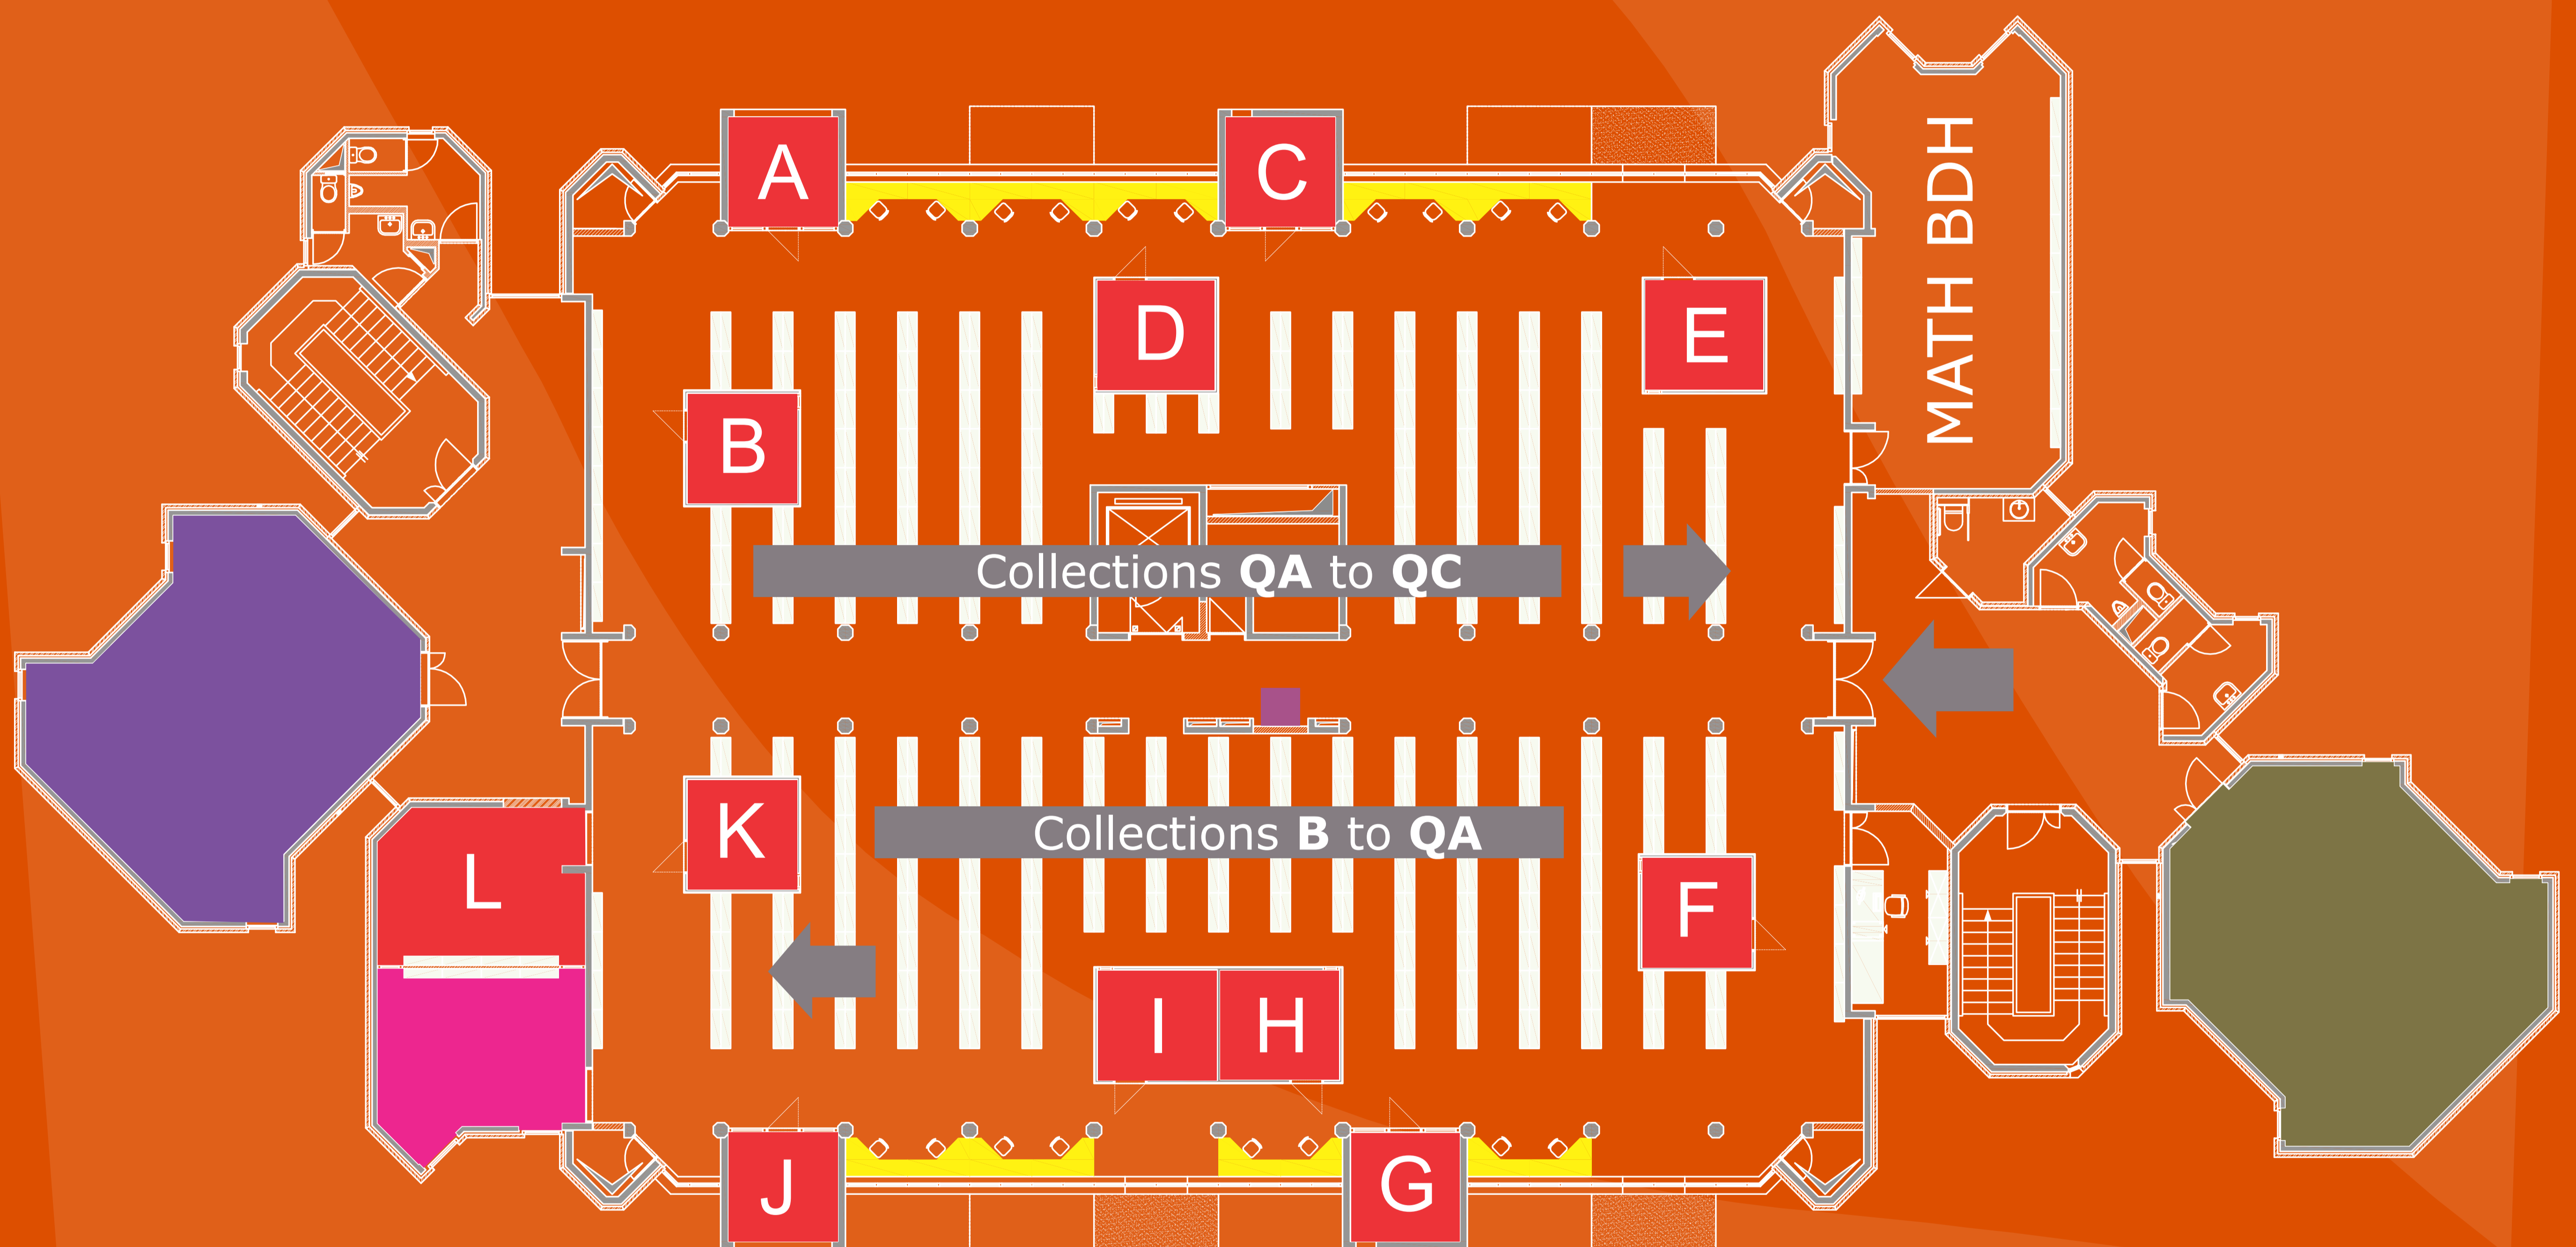 A
C
MATH BDH
D
E
B
Collections QA to QC
K
Collections B to QA
L
F
I
H
J
G